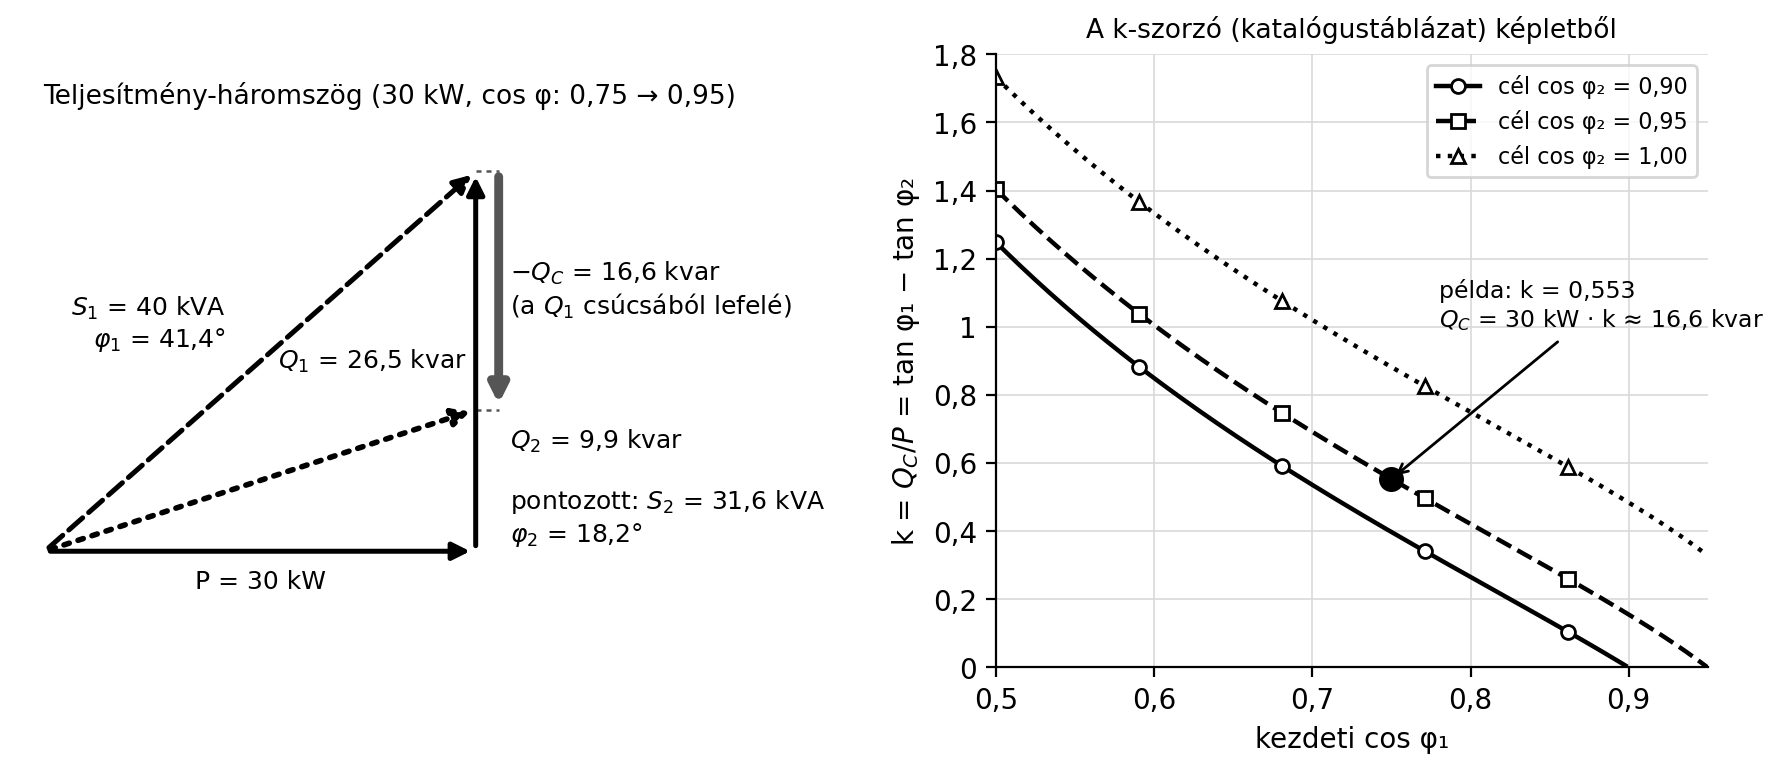 Teljesítmény-háromszög (30 kW, cos φ: 0,75 → 0,95)
−Q_C = 16,6 kvar
(a Q₁ csúcsából lefelé)
S₁ = 40 kVA
φ₁ = 41,4°
Q₁ = 26,5 kvar
Q₂ = 9,9 kvar
pontozott: S₂ = 31,6 kVA
φ₂ = 18,2°
P = 30 kW
A k-szorzó (katalógustáblázat) képletből
k = Q_C/P = tan φ₁ − tan φ₂
1,8
1,6
1,4
1,2
1
0,8
0,6
0,4
0,2
0
cél cos φ₂ = 0,90
cél cos φ₂ = 0,95
cél cos φ₂ = 1,00
példa: k = 0,553
Q_C = 30 kW · k ≈ 16,6 kvar
0,5
0,6
0,7
0,8
0,9
kezdeti cos φ₁